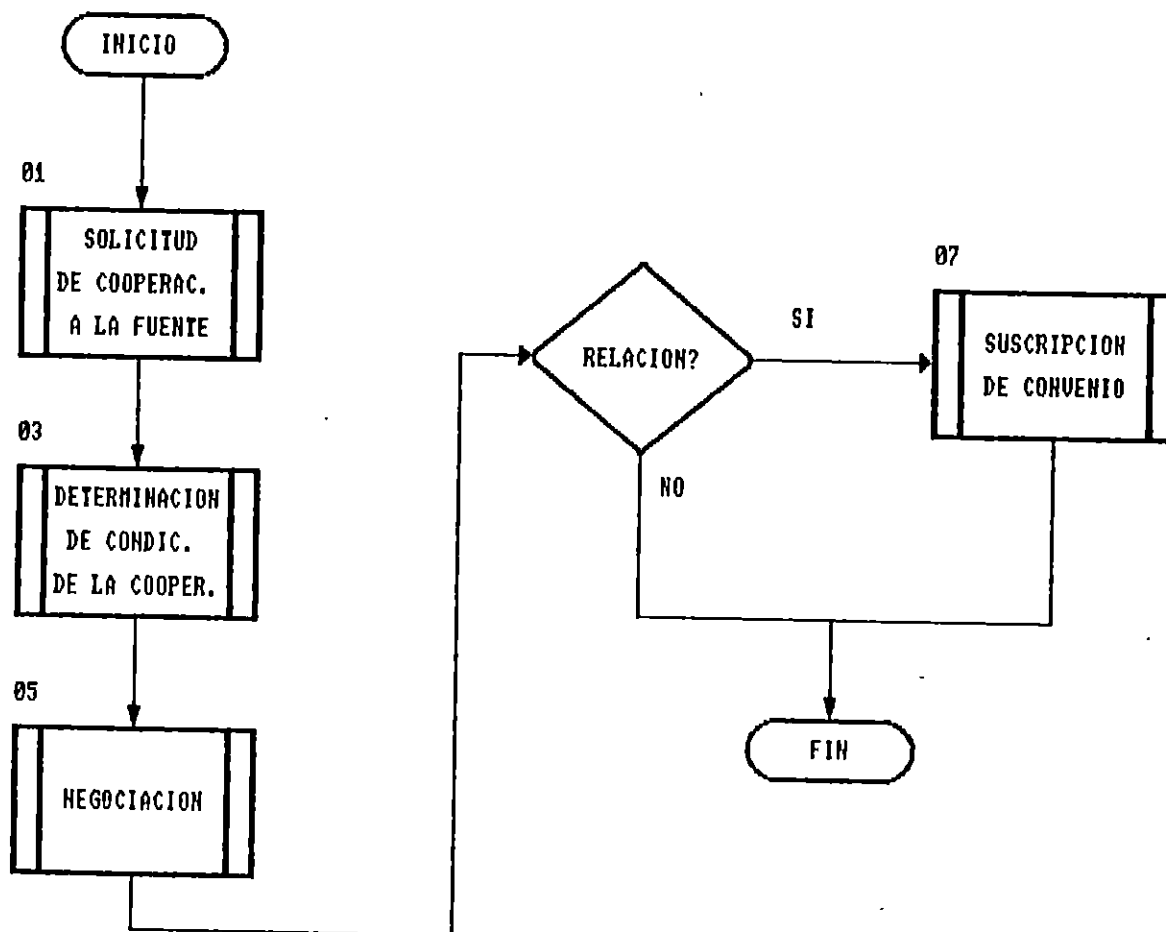 INICIO
01
SOLICITUD
DE COOPERAC.
A LA FUENTE
03
DETERMINACION
DE CONDIC.
DE LA COOPER.
05
NEGOCIACION
RELACION?
SI
NO
07
SUSCRIPCION
DE CONVENIO
FIN